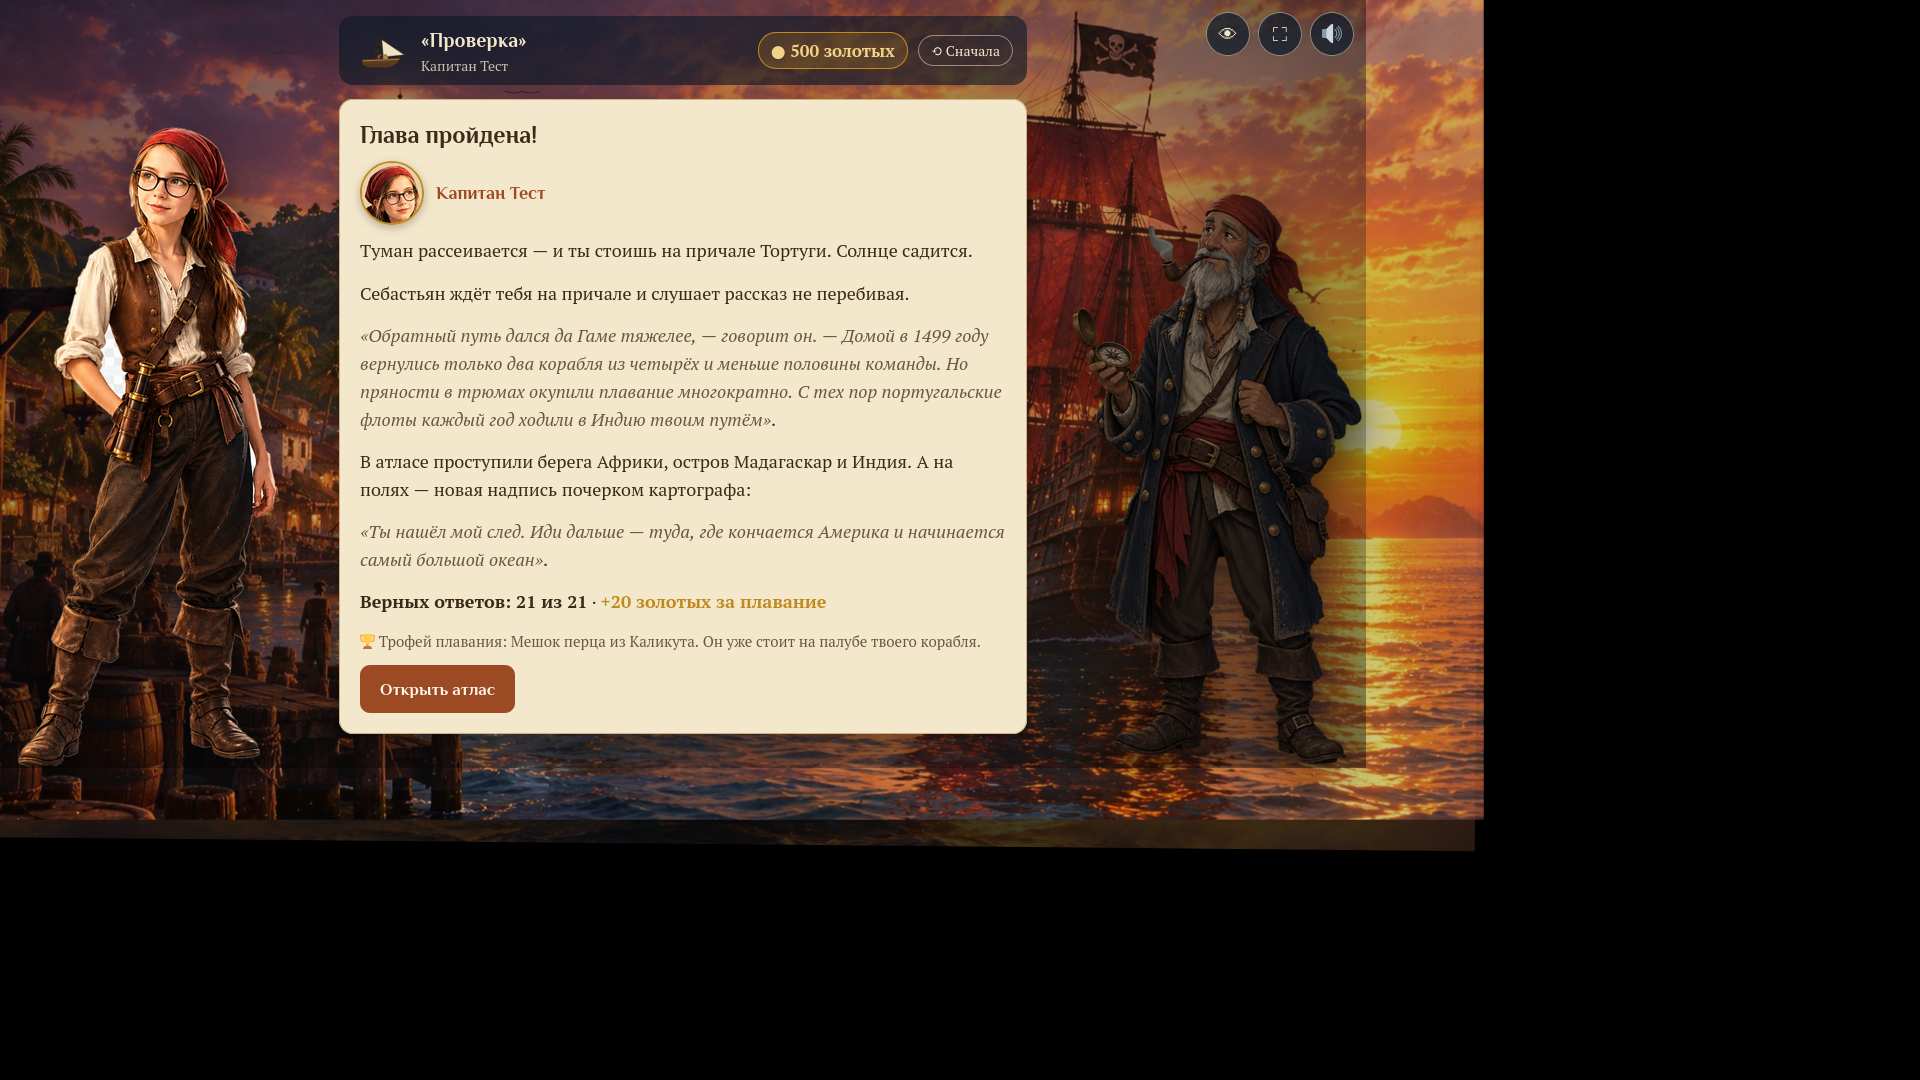 «Проверка»
Капитан Тест
500 золотых
⟲ Сначала
Глава пройдена!
Капитан Тест
Туман рассеивается — и ты стоишь на причале Тортуги. Солнце садится.
Себастьян ждёт тебя на причале и слушает рассказ не перебивая.
«Обратный путь дался да Гаме тяжелее, — говорит он. — Домой в 1499 году
вернулись только два корабля из четырёх и меньше половины команды. Но
пряности в трюмах окупили плавание многократно. С тех пор португальские
флоты каждый год ходили в Индию твоим путём».
В атласе проступили берега Африки, остров Мадагаскар и Индия. А на
полях — новая надпись почерком картографа:
«Ты нашёл мой след. Иди дальше — туда, где кончается Америка и начинается
самый большой океан».
Верных ответов: 21 из 21 · +20 золотых за плавание
🏆 Трофей плавания: Мешок перца из Каликута. Он уже стоит на палубе твоего корабля.
Открыть атлас